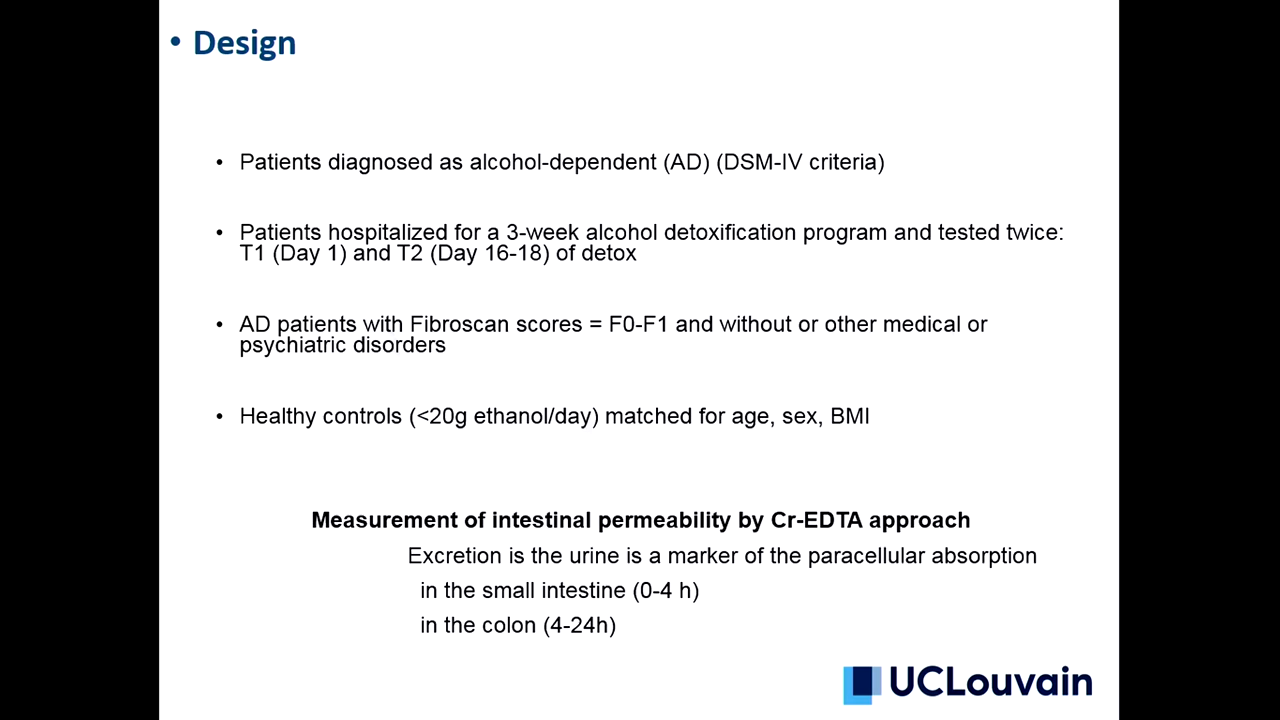 • Design
• Patients diagnosed as alcohol-dependent (AD) (DSM-IV criteria)
• Patients hospitalized for a 3-week alcohol detoxification program and tested twice:
T1 (Day 1) and T2 (Day 16-18) of detox
• AD patients with Fibroscan scores = F0-F1 and without or other medical or
psychiatric disorders
• Healthy controls (<20g ethanol/day) matched for age, sex, BMI
Measurement of intestinal permeability by Cr-EDTA approach
Excretion is the urine is a marker of the paracellular absorption
in the small intestine (0-4 h)
in the colon (4-24h)
UCLouvain